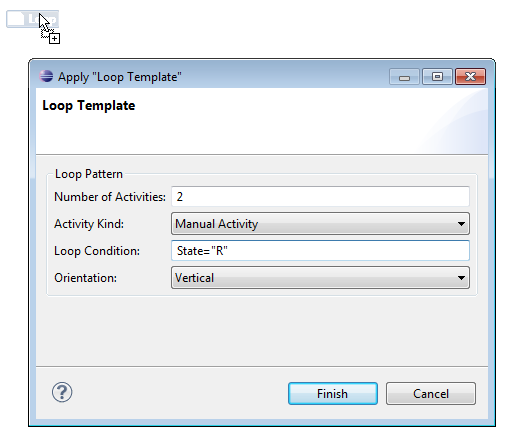 Loop
Apply "Loop Template"
Loop Template
Loop Pattern
Number of Activities: 2
Activity Kind: Manual Activity
Loop Condition: State="R"
Orientation: Vertical
?
Finish Cancel